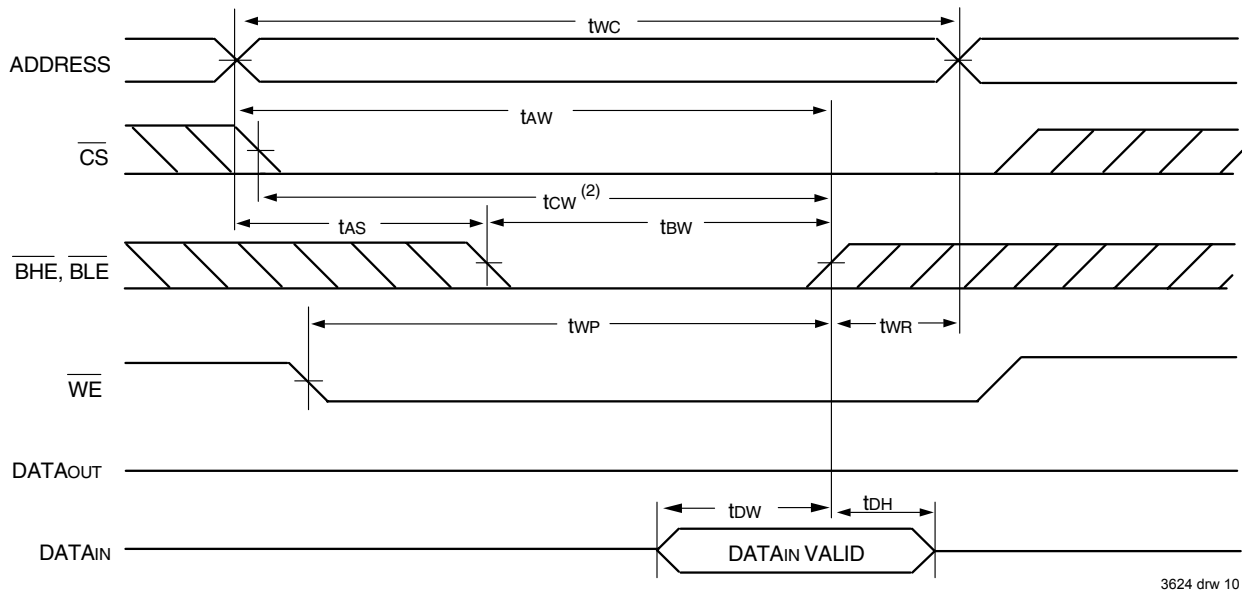 tWC
ADDRESS
tAW
CS
tCW (2)
tAS
tBW
BHE, BLE
tWP
tWR
WE
DATAOUT
tDW
tDH
DATAIN
DATAIN VALID
3624 drw 10